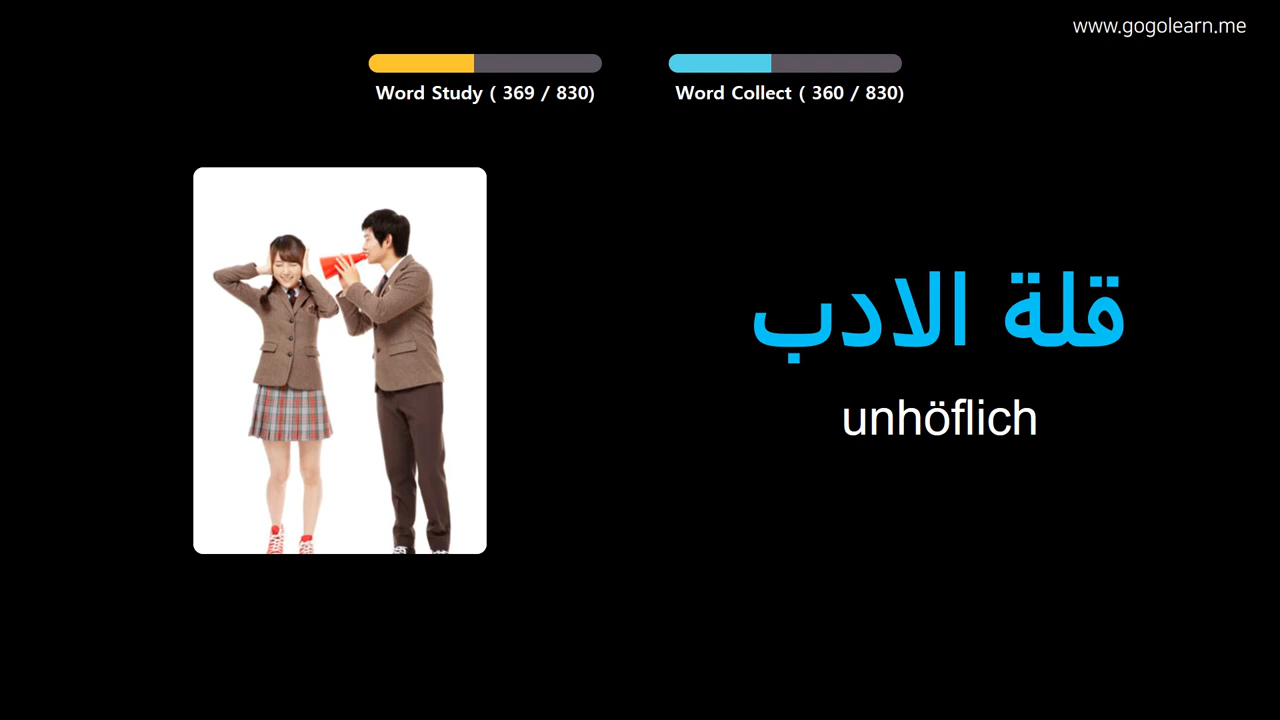 www.gogolearn.me
Word Study ( 369 / 830)
Word Collect ( 360 / 830)
قلة الادب
unhöflich